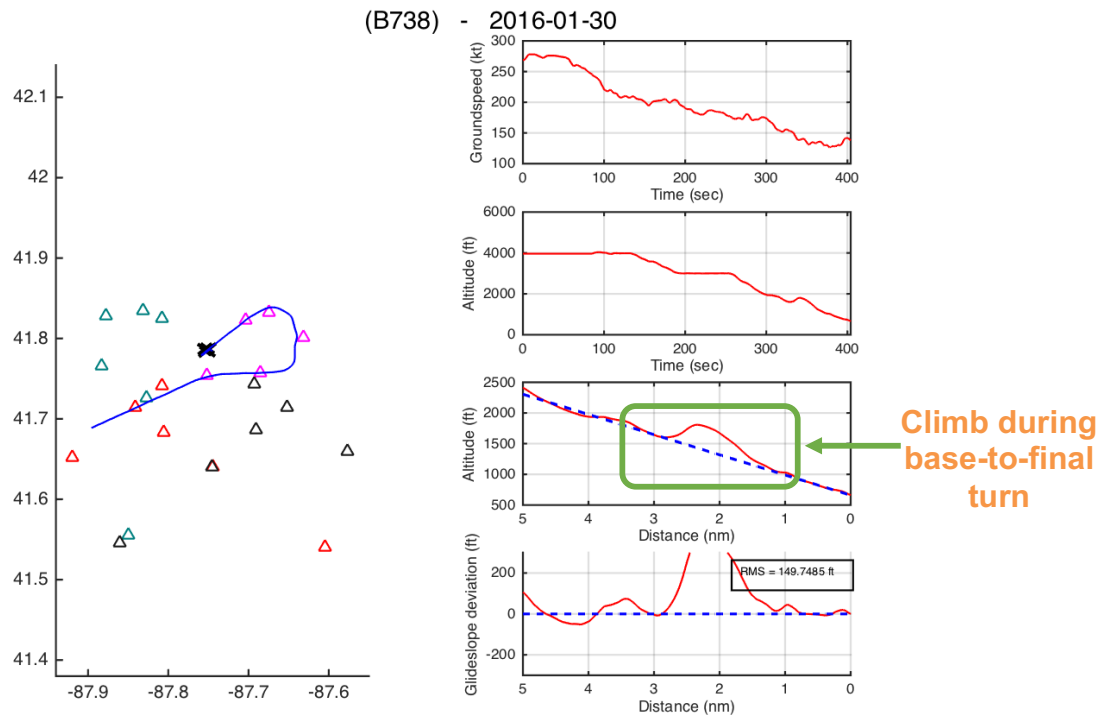 (B738) - 2016-01-30
42.1
42
41.9
41.8
41.7
41.6
41.5
41.4
-87.9 -87.8 -87.7 -87.6
Groundspeed (kt)
300
250
200
150
100
0 100 200 300 400
Time (sec)
Altitude (ft)
6000
4000
2000
0
0 100 200 300 400
Time (sec)
Altitude (ft)
2500
2000
1500
1000
500
5 4 3 2 1 0
Distance (nm)
Climb during
base-to-final
turn
Glideslope deviation (ft)
200
0
-200
RMS = 149.7485 ft
5 4 3 2 1 0
Distance (nm)